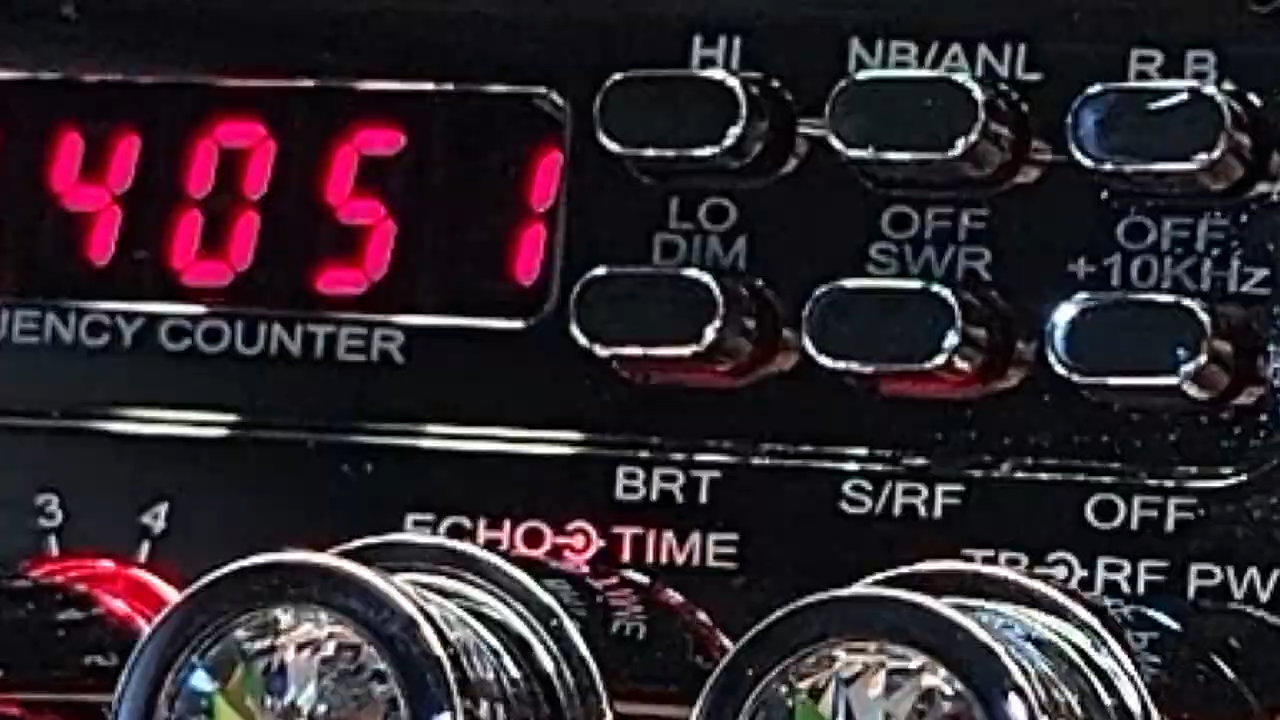 HI NB/ANL R.B
4051
LO OFF OFF
DIM SWR +10KHz
UENCY COUNTER
BRT S/RF OFF
3 4
ECHO TIME
RF PW